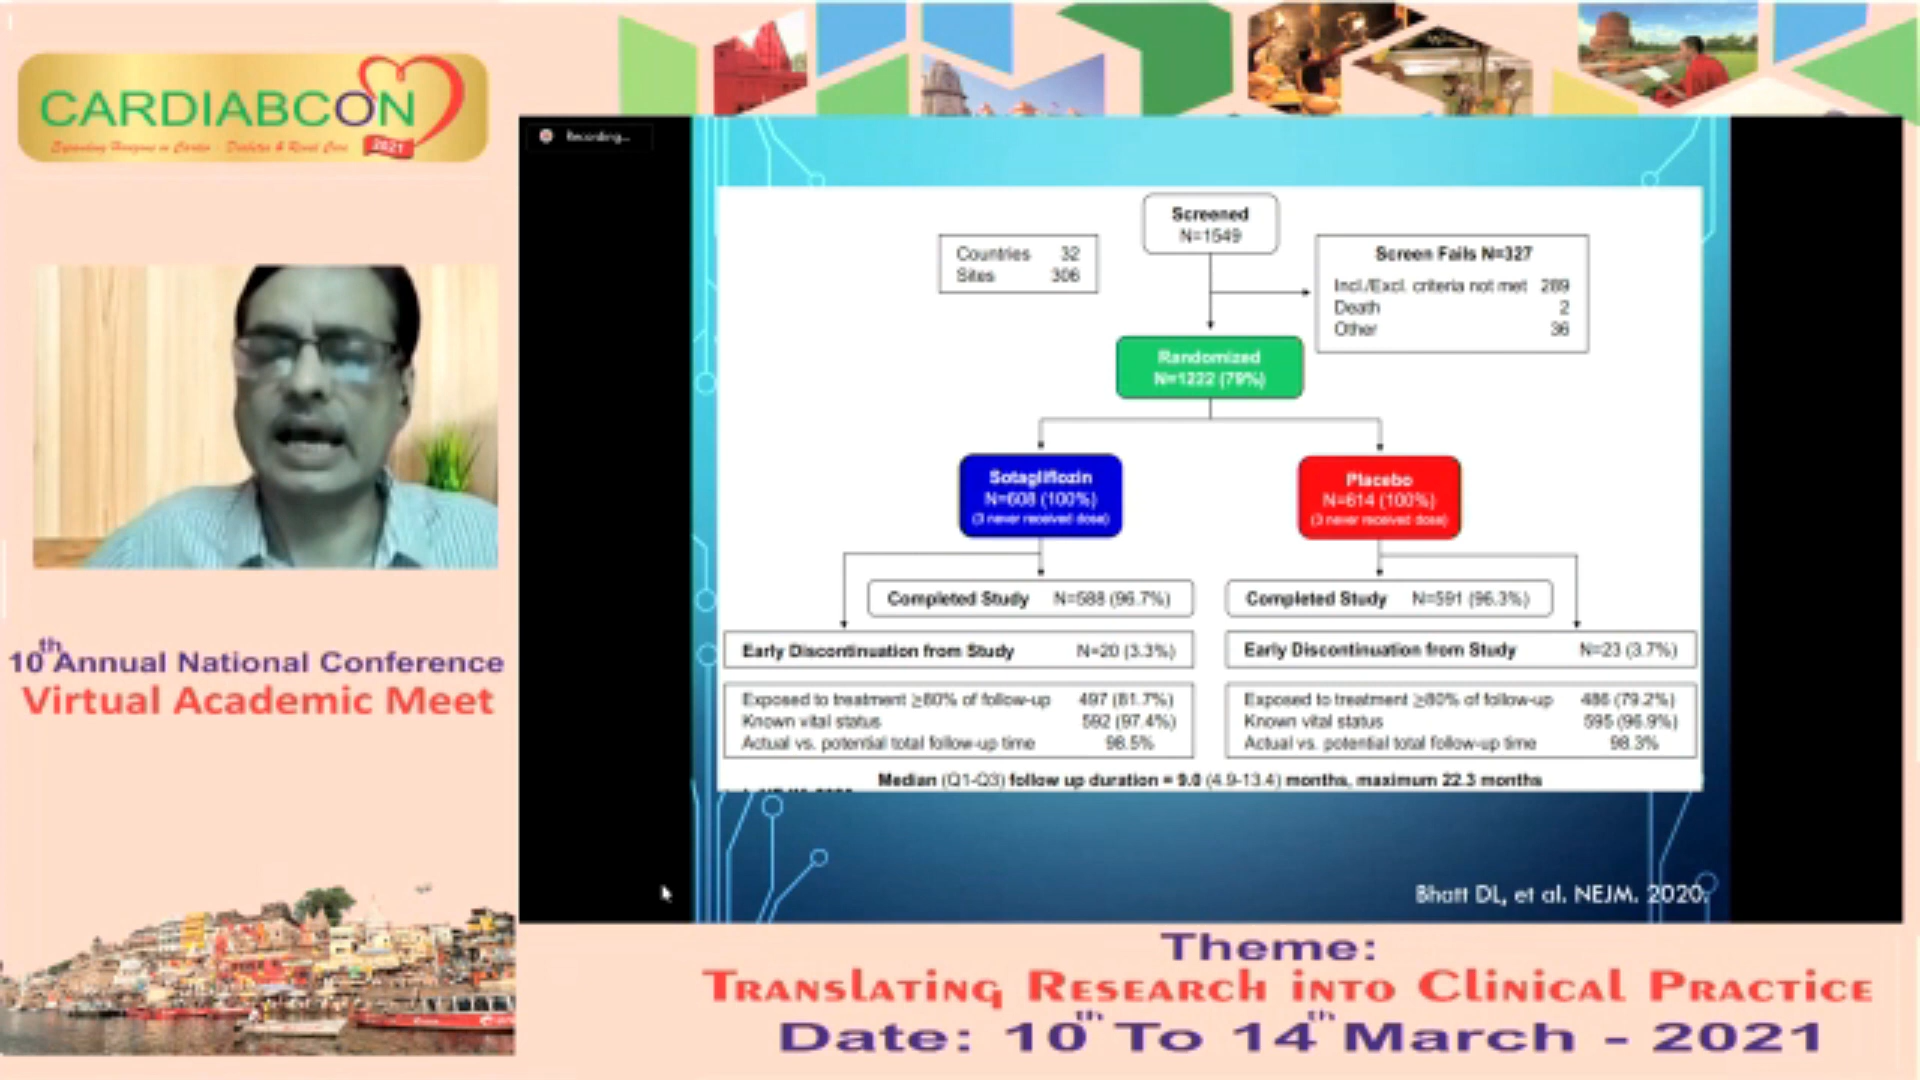 CARDIABCON
Expanding Horizons in Cardio - Diabetes & Renal Care
2021
Recording...
Screened
N=1549
Countries 32
Sites 306
Screen Fails N=327
Incl./Excl. criteria not met 289
Death 2
Other 36
Randomized
N=1222 (79%)
Sotagliflozin
N=608 (100%)
(3 never received dose)
Placebo
N=614 (100%)
(3 never received dose)
Completed Study N=588 (96.7%)
Completed Study N=591 (96.3%)
Early Discontinuation from Study N=20 (3.3%)
Early Discontinuation from Study N=23 (3.7%)
Exposed to treatment ≥80% of follow-up 497 (81.7%)
Known vital status 592 (97.4%)
Actual vs. potential total follow-up time 98.5%
Exposed to treatment ≥80% of follow-up 486 (79.2%)
Known vital status 595 (96.9%)
Actual vs. potential total follow-up time 98.3%
Median (Q1-Q3) follow up duration = 9.0 (4.9-13.4) months, maximum 22.3 months
Bhatt DL, et al. NEJM. 2020.
10th Annual National Conference
Virtual Academic Meet
Theme:
Translating Research into Clinical Practice
Date: 10th To 14th March - 2021